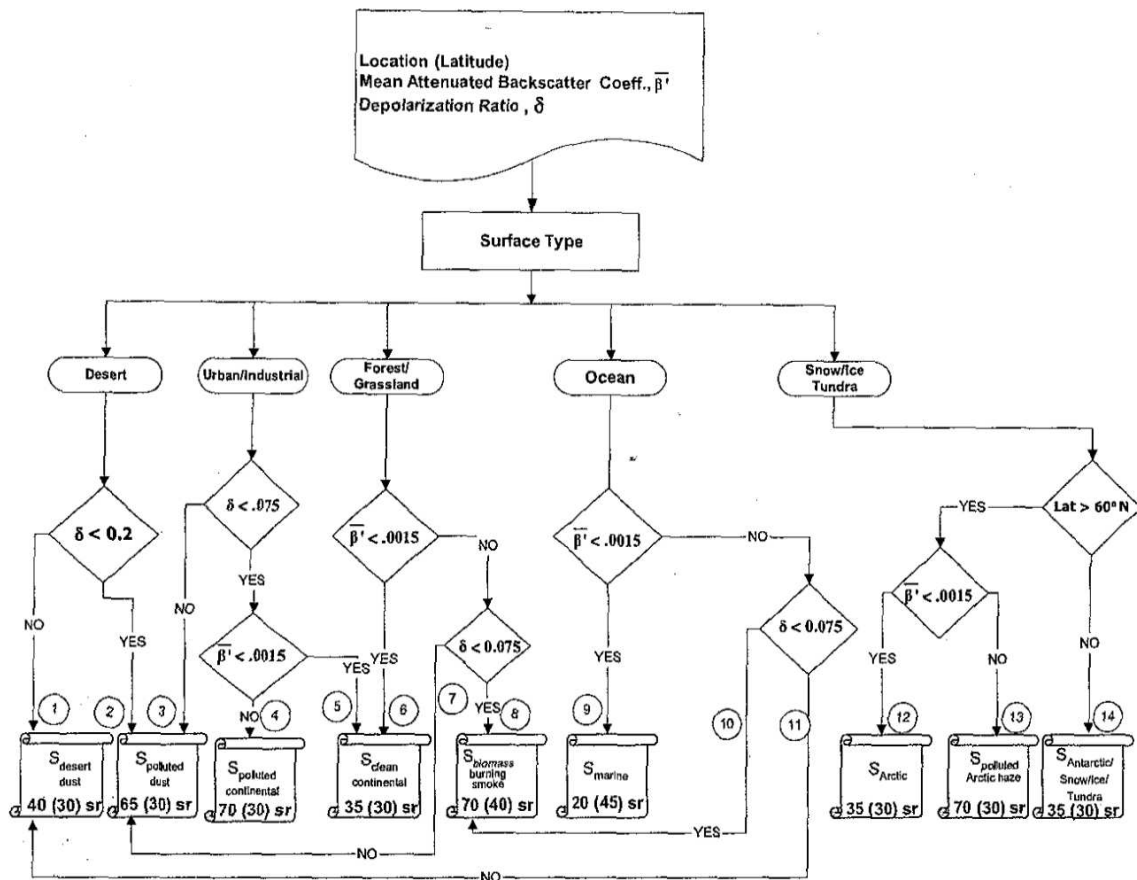 Location (Latitude)
Mean Attenuated Backscatter Coeff., β̅'
Depolarization Ratio , δ
Surface Type
Desert
Urban/Industrial
Forest/
Grassland
Ocean
Snow/Ice
Tundra
δ < 0.2
δ < .075
β̅' < .0015
β̅' < .0015
Lat > 60° N
YES
NO
NO
YES
β̅' < .0015
δ < 0.075
β̅' < .0015
δ < 0.075
NO
YES
NO
YES
YES
YES
YES
NO
NO
NO
YES
1
2
3
4
5
6
7
8
9
10
11
12
13
14
S desert
dust
40 (30) sr
S polluted
dust
65 (30) sr
S polluted
continental
70 (30) sr
S clean
continental
35 (30) sr
S biomass
burning
smoke
70 (40) sr
S marine
20 (45) sr
S Arctic
35 (30) sr
S polluted
Arctic haze
70 (30) sr
S Antarctic/
Snow/Ice/
Tundra
35 (30) sr
YES
NO
NO